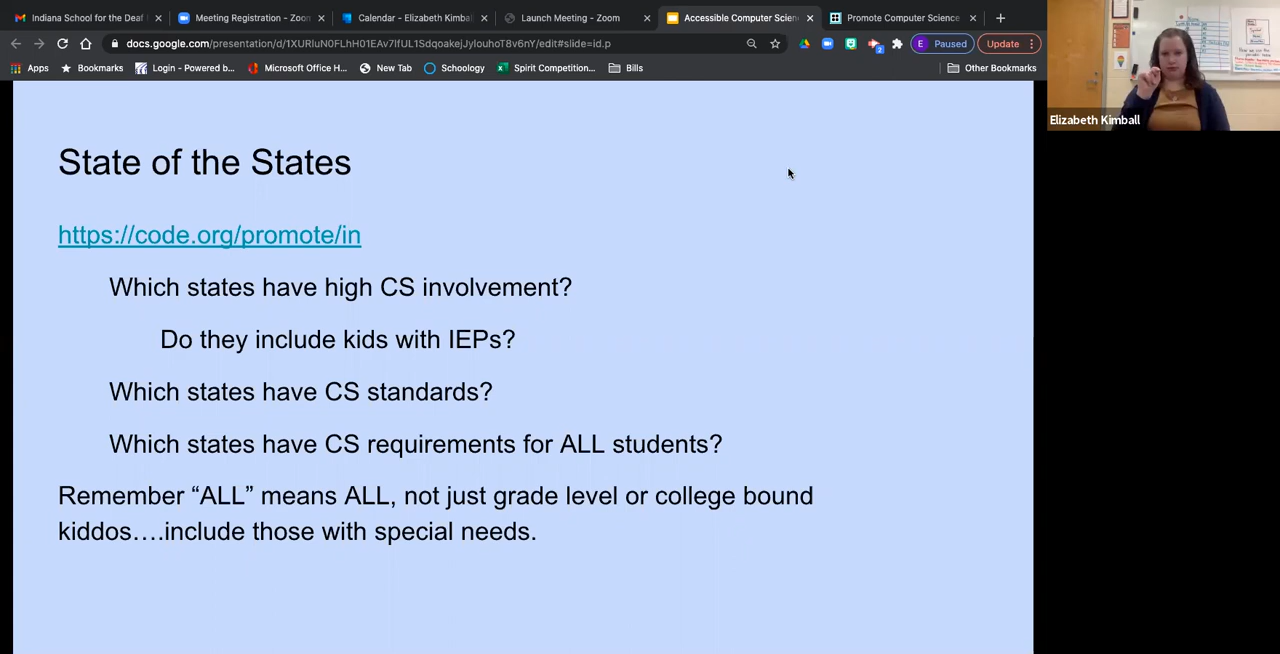 Indiana School for the Deaf
Meeting Registration - Zoom
Calendar - Elizabeth Kimball
Launch Meeting - Zoom
Accessible Computer Scien
Promote Computer Science
docs.google.com/presentation/d/1XURluN0FLhH01EAv7lfUL1SdqoakejJyIouhoT8v6nY/edit#slide=id.p
E Paused
Update
Apps
Bookmarks
Login - Powered b...
Microsoft Office H...
New Tab
Schoology
Spirit Competition...
Bills
Other Bookmarks
State of the States
https://code.org/promote/in
Which states have high CS involvement?
Do they include kids with IEPs?
Which states have CS standards?
Which states have CS requirements for ALL students?
Remember “ALL” means ALL, not just grade level or college bound
kiddos….include those with special needs.
Elizabeth Kimball